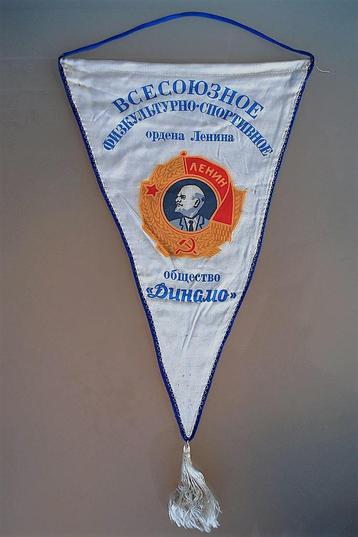 ВСЕСОЮЗНОЕ
ФИЗКУЛЬТУРНО-СПОРТИВНОЕ
ордена Ленина
ЛЕНИН
общество
«Динамо»